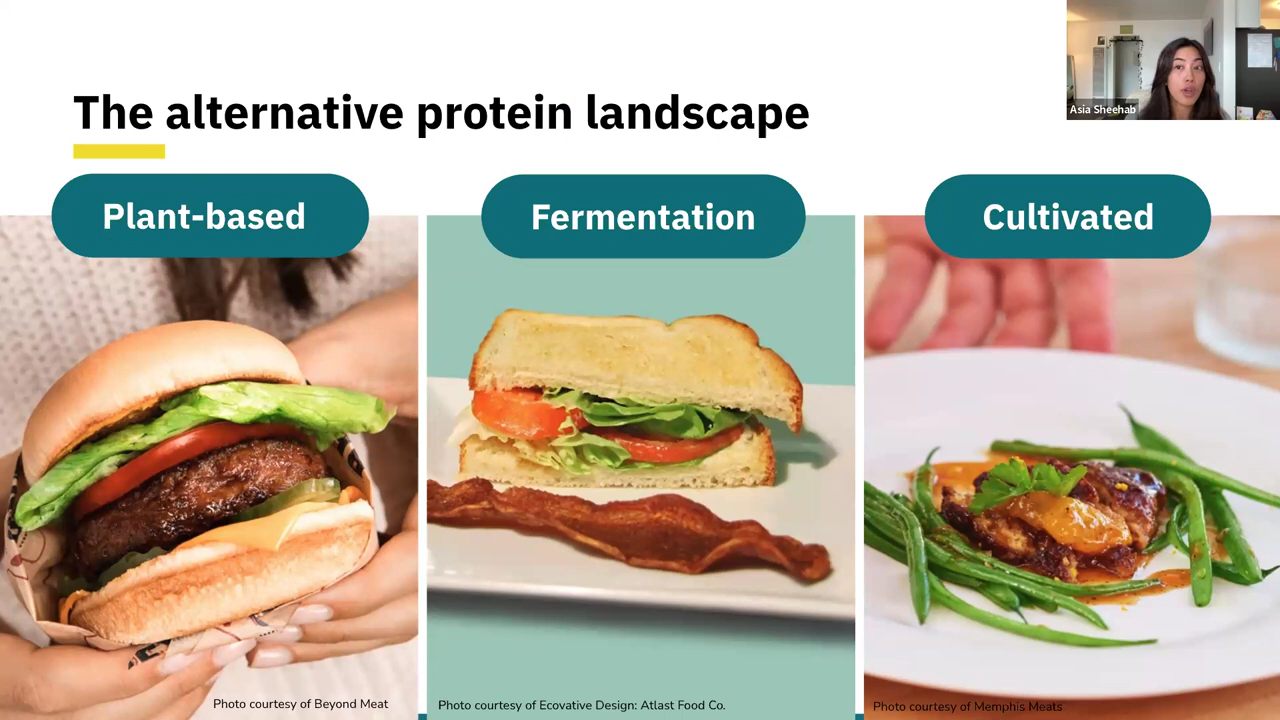 The alternative protein landscape
Asia Sheehab
Plant-based
Fermentation
Cultivated
Photo courtesy of Beyond Meat
Photo courtesy of Ecovative Design: Atlast Food Co.
Photo courtesy of Memphis Meats